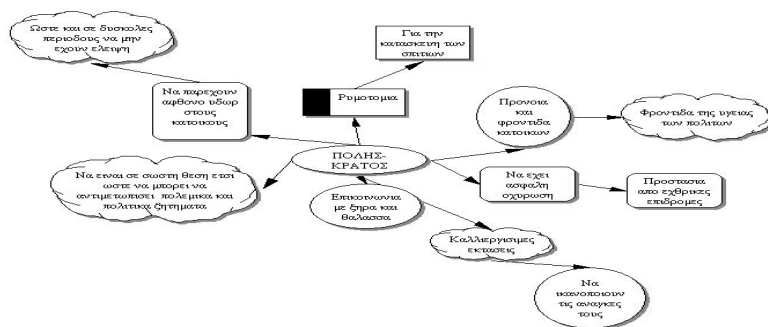 Ωστε και σε δυσκολες
περιοδους να μην
εχουν ελειψη
Για την
κατασκευη των
σπιτιων
Να παρεχουν
αφθονο υδωρ
στους
κατοικους
Ρυμοτομια
Προνοια
και
φροντιδα
κατοικων
Φροντιδα της υγειας
των πολιτων
ΠΟΛΗΣ-
ΚΡΑΤΟΣ
Να ειναι σε σωστη θεση ετσι
ωστε να μπορει να
αντιμετωπισει πολεμικα και
πολιτικα ζητηματα
Να εχει
ασφαλη
οχυρωση
Προστασια
απο εχθρικες
επιδρομες
Επικοινωνια
με ξηρα και
θαλασσα
Καλλιεργισιμες
εκτασεις
Να
ικανοποιουν
τις αναγκες
τους